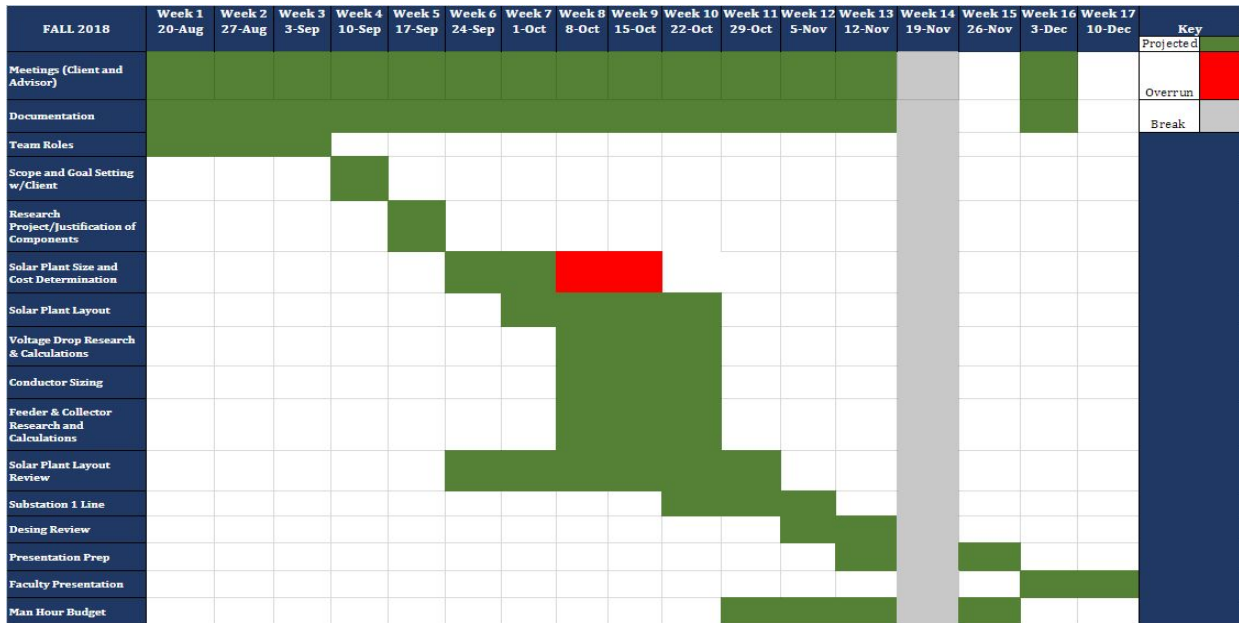 FALL 2018
Week 1 Week 2 Week 3 Week 4 Week 5 Week 6 Week 7 Week 8 Week 9 Week 10 Week 11 Week 12 Week 13 Week 14 Week 15 Week 16 Week 17
20-Aug 27-Aug 3-Sep 10-Sep 17-Sep 24-Sep 1-Oct 8-Oct 15-Oct 22-Oct 29-Oct 5-Nov 12-Nov 19-Nov 26-Nov 3-Dec 10-Dec
Key
Projected
Overrun
Break
Meetings (Client and
Advisor)
Documentation
Team Roles
Scope and Goal Setting
w/Client
Research
Project/Justification of
Components
Solar Plant Size and
Cost Determination
Solar Plant Layout
Voltage Drop Research
& Calculations
Conductor Sizing
Feeder & Collector
Research and
Calculations
Solar Plant Layout
Review
Substation 1 Line
Desing Review
Presentation Prep
Faculty Presentation
Man Hour Budget